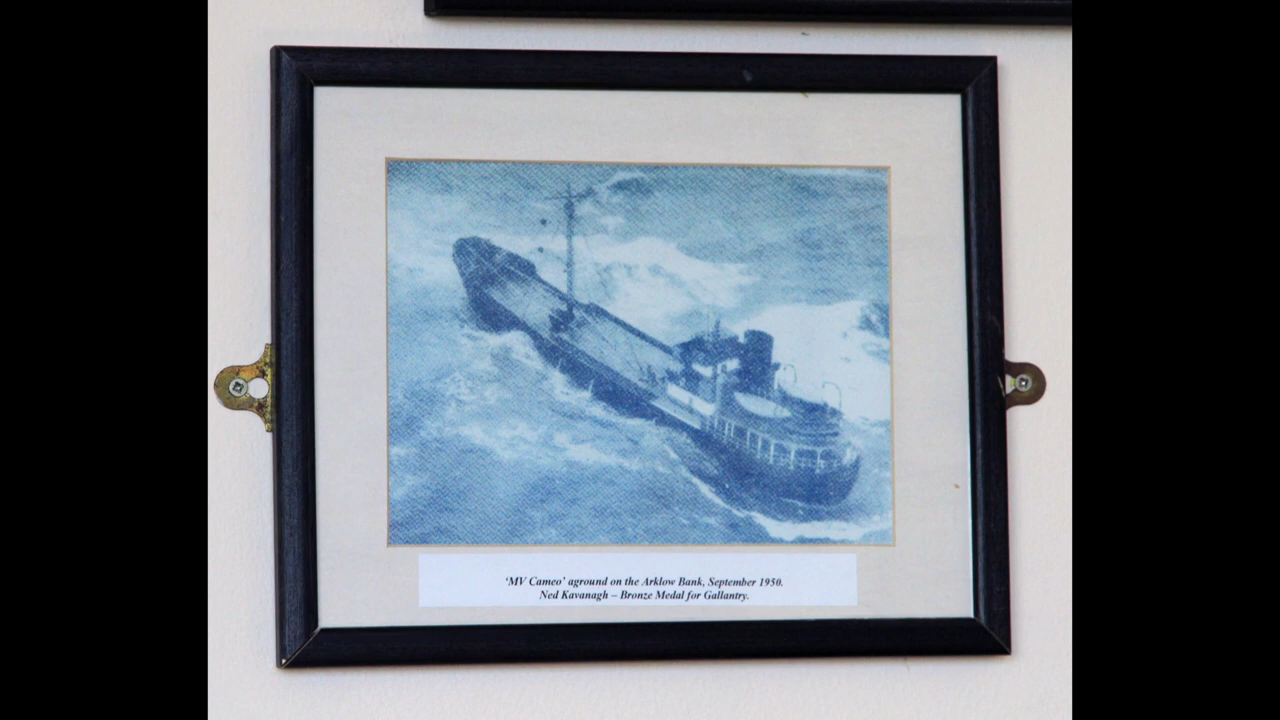 ‘MV Cameo’ aground on the Arklow Bank, September 1950.
Ned Kavanagh – Bronze Medal for Gallantry.